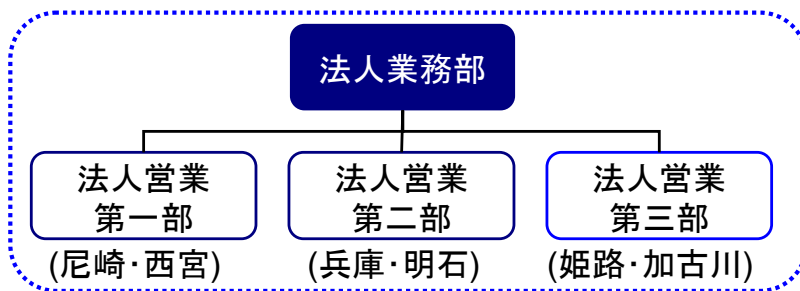 法人業務部
法人営業
第一部
法人営業
第二部
法人営業
第三部
(尼崎・西宮)
(兵庫・明石)
(姫路・加古川)